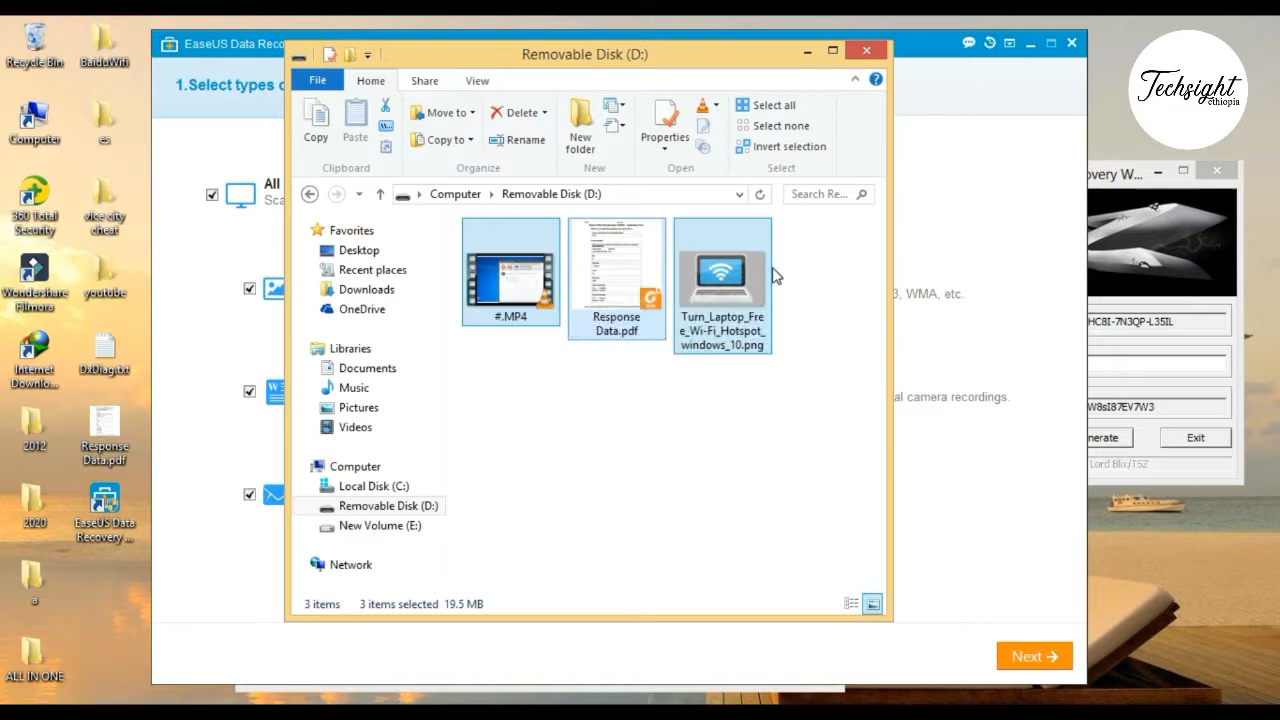 Recycle Bin
BaiduWifi
Computer
es
360 Total
Security
vice city
cheat
Wondershare
Filmora
youtube
Internet
Downlo...
DxDiag.txt
2012
Response
Data.pdf
2020
EaseUS Data
Recovery ...
a
ALL IN ONE
EaseUS Data Reco
1.Select types o
All
Sca
Removable Disk (D:)
File
Home
Share
View
Copy
Paste
Move to
Copy to
Delete
Rename
New
folder
Properties
Select all
Select none
Invert selection
Clipboard
Organize
New
Open
Select
Computer
Removable Disk (D:)
Search Re...
Favorites
Desktop
Recent places
Downloads
OneDrive
Libraries
Documents
Music
Pictures
Videos
Computer
Local Disk (C:)
Removable Disk (D:)
New Volume (E:)
Network
#.MP4
Response
Data.pdf
Turn_Laptop_Fre
e_Wi-Fi_Hotspot_
windows_10.png
3 items
3 items selected 19.5 MB
3, WMA, etc.
al camera recordings.
Next
Techsight
ethiopia
overy W...
HC8I-7N3QP-L35IL
W8sI87EV7W3
nerate
Exit
Lord Blix/TSZ